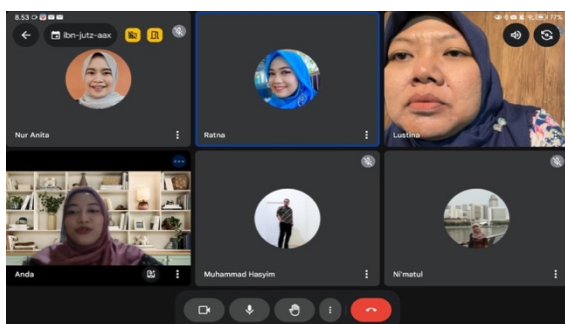 8.53
77%
ibn-jutz-aax
Nur Anita
Ratna
Lustina
Anda
Muhammad Hasyim
Ni'matul